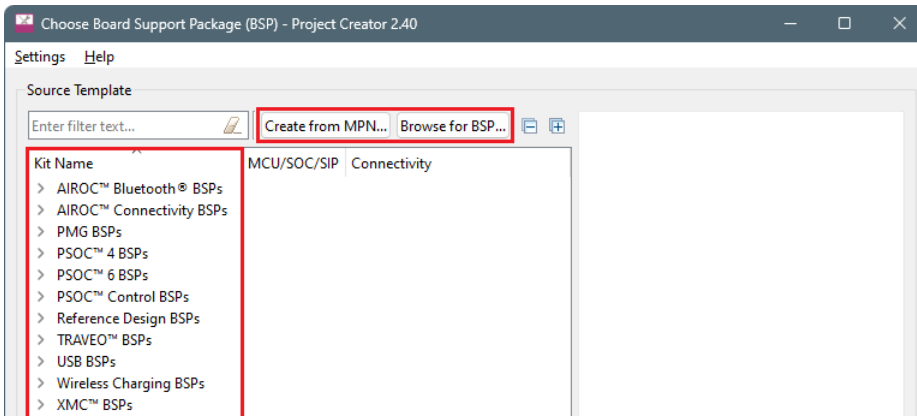 Choose Board Support Package (BSP) - Project Creator 2.40
Settings Help
Source Template
Enter filter text... Create from MPN... Browse for BSP...
Kit Name MCU/SOC/SIP Connectivity
AIROC™ Bluetooth® BSPs
AIROC™ Connectivity BSPs
PMG BSPs
PSOC™ 4 BSPs
PSOC™ 6 BSPs
PSOC™ Control BSPs
Reference Design BSPs
TRAVEO™ BSPs
USB BSPs
Wireless Charging BSPs
XMC™ BSPs